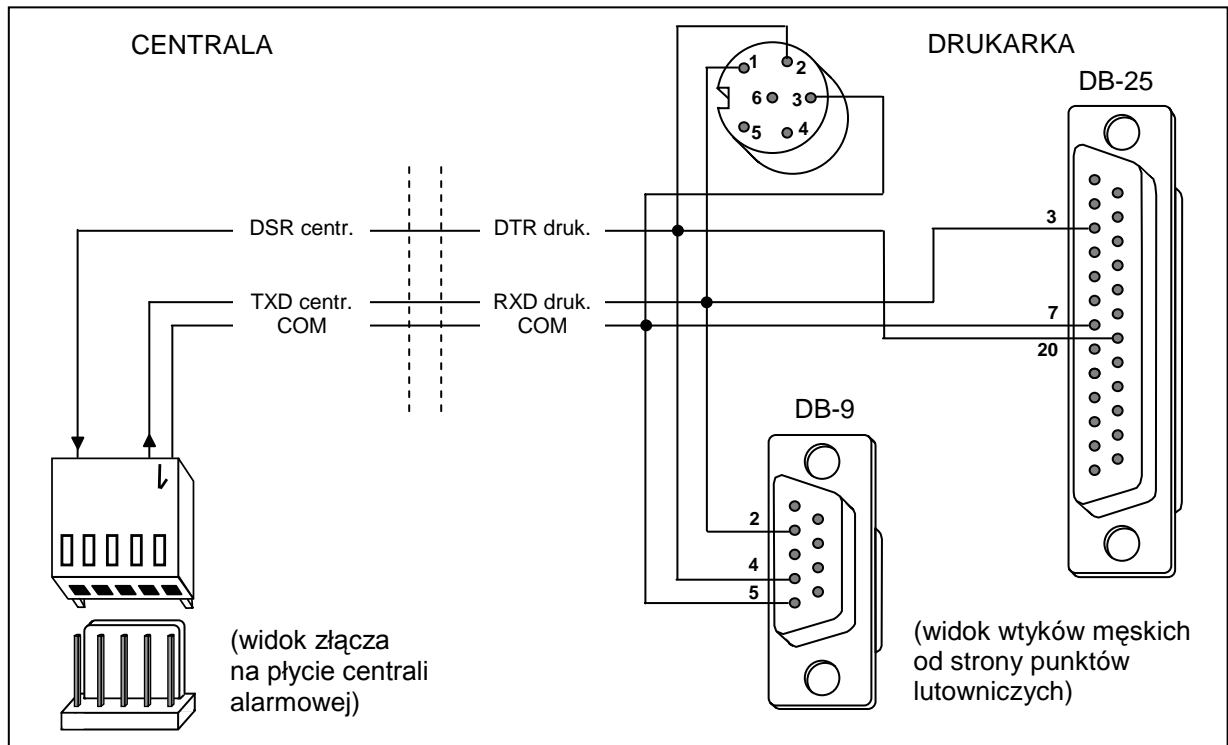 CENTRALA
DRUKARKA
DB-25
1
2
6
3
5
4
DSR centr.
DTR druk.
3
TXD centr.
RXD druk.
COM
COM
7
20
DB-9
2
4
5
(widok złącza
na płycie centrali
alarmowej)
(widok wtyków męskich
od strony punktów
lutowniczych)